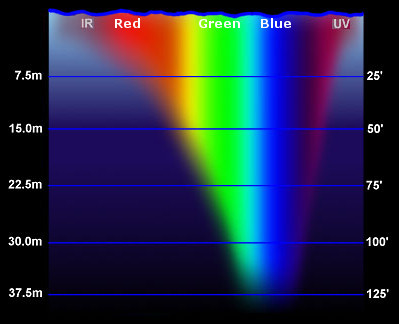 IR Red Green Blue UV
7.5m 25'
15.0m 50'
22.5m 75'
30.0m 100'
37.5m 125'